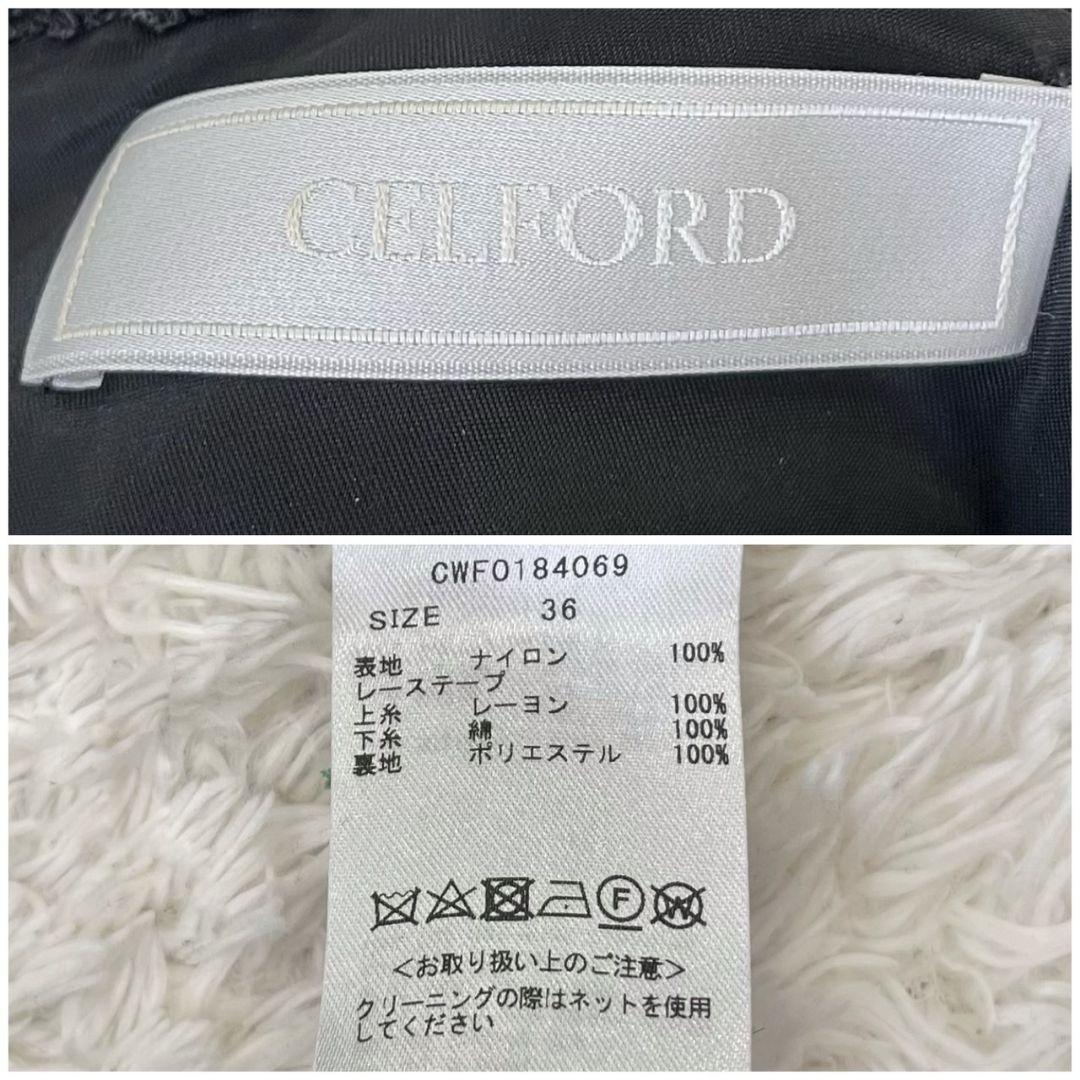 CELFORD
CWFO184069
SIZE 36
表地 ナイロン 100%
レーステープ
上糸 レーヨン 100%
下糸 綿 100%
裏地 ポリエステル 100%
F W
<お取り扱い上のご注意>
クリーニングの際はネットを使用
してください